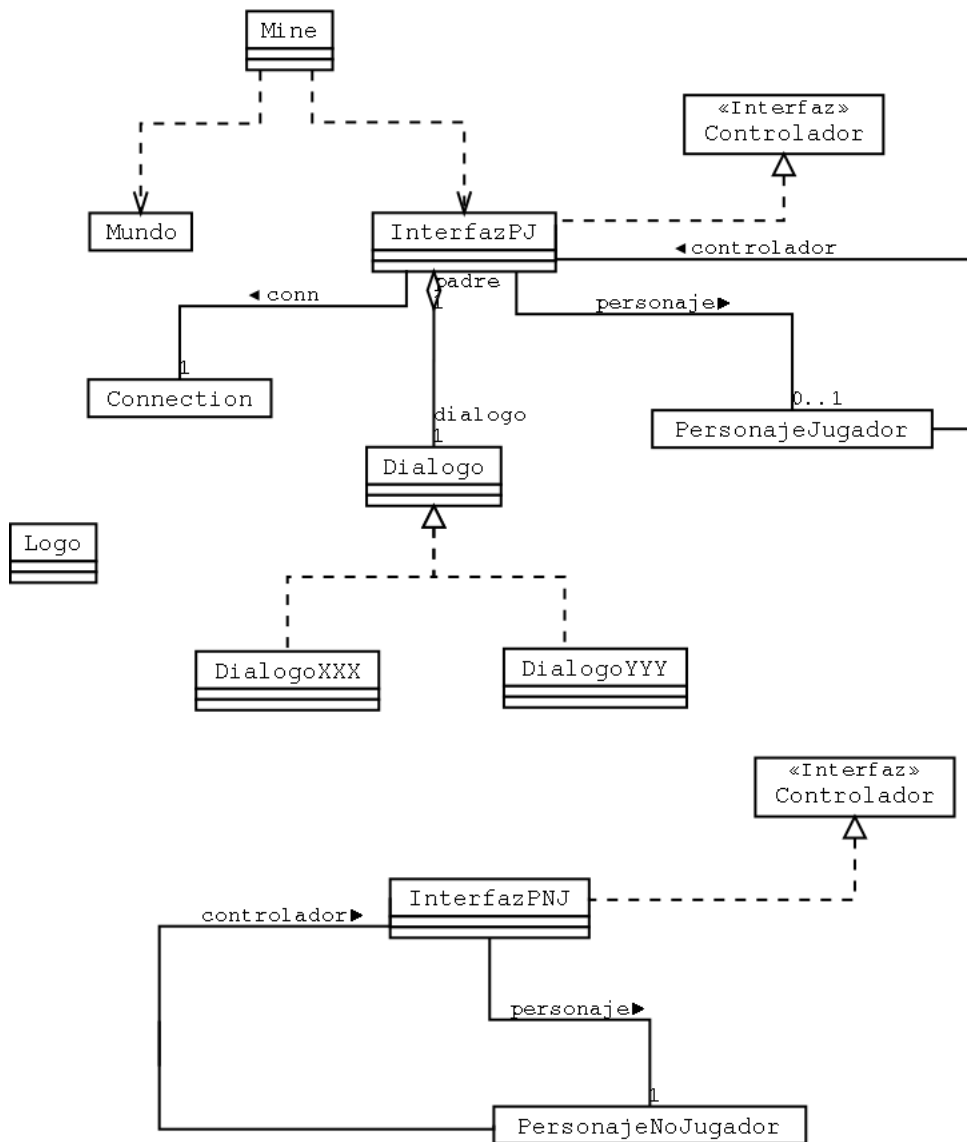 Mine
«Interfaz»
Controlador
Mundo
InterfazPJ
controlador
padre
1
conn
personaje
1
Connection
0..1
PersonajeJugador
dialogo
1
Dialogo
Logo
DialogoXXX
DialogoYYY
«Interfaz»
Controlador
InterfazPNJ
controlador
personaje
1
PersonajeNoJugador